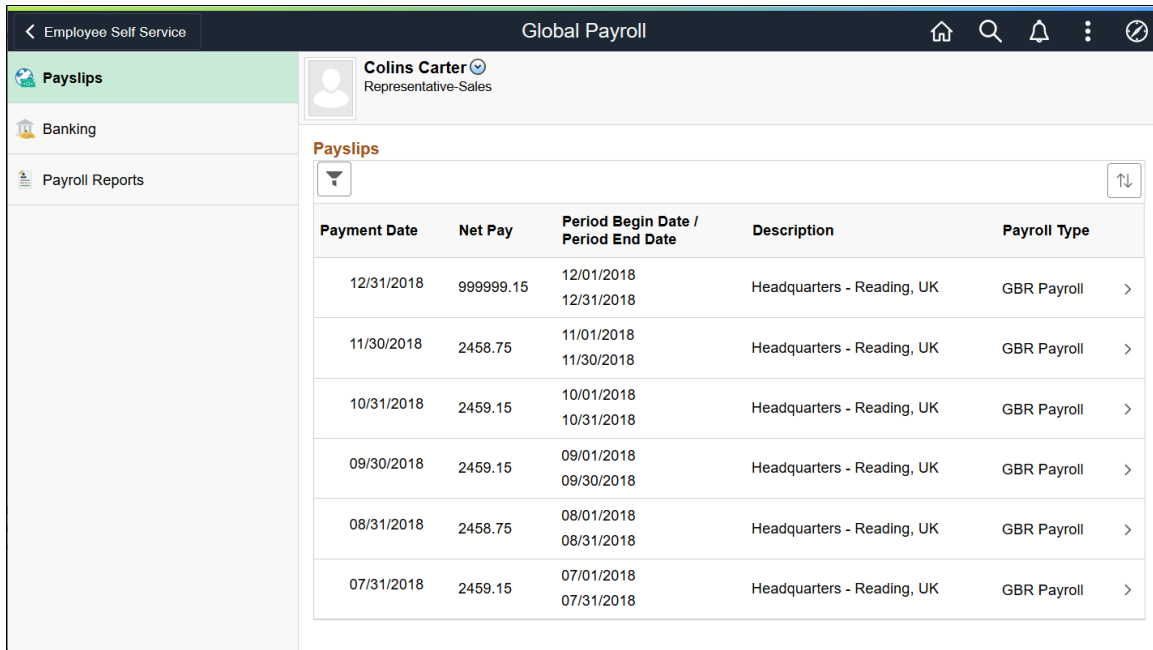 Employee Self Service
Global Payroll
Payslips
Banking
Payroll Reports
Colins Carter
Representative-Sales
Payslips
Payment Date Net Pay Period Begin Date / Period End Date Description Payroll Type
12/31/2018 999999.15 12/01/2018 12/31/2018 Headquarters - Reading, UK GBR Payroll
11/30/2018 2458.75 11/01/2018 11/30/2018 Headquarters - Reading, UK GBR Payroll
10/31/2018 2459.15 10/01/2018 10/31/2018 Headquarters - Reading, UK GBR Payroll
09/30/2018 2459.15 09/01/2018 09/30/2018 Headquarters - Reading, UK GBR Payroll
08/31/2018 2458.75 08/01/2018 08/31/2018 Headquarters - Reading, UK GBR Payroll
07/31/2018 2459.15 07/01/2018 07/31/2018 Headquarters - Reading, UK GBR Payroll